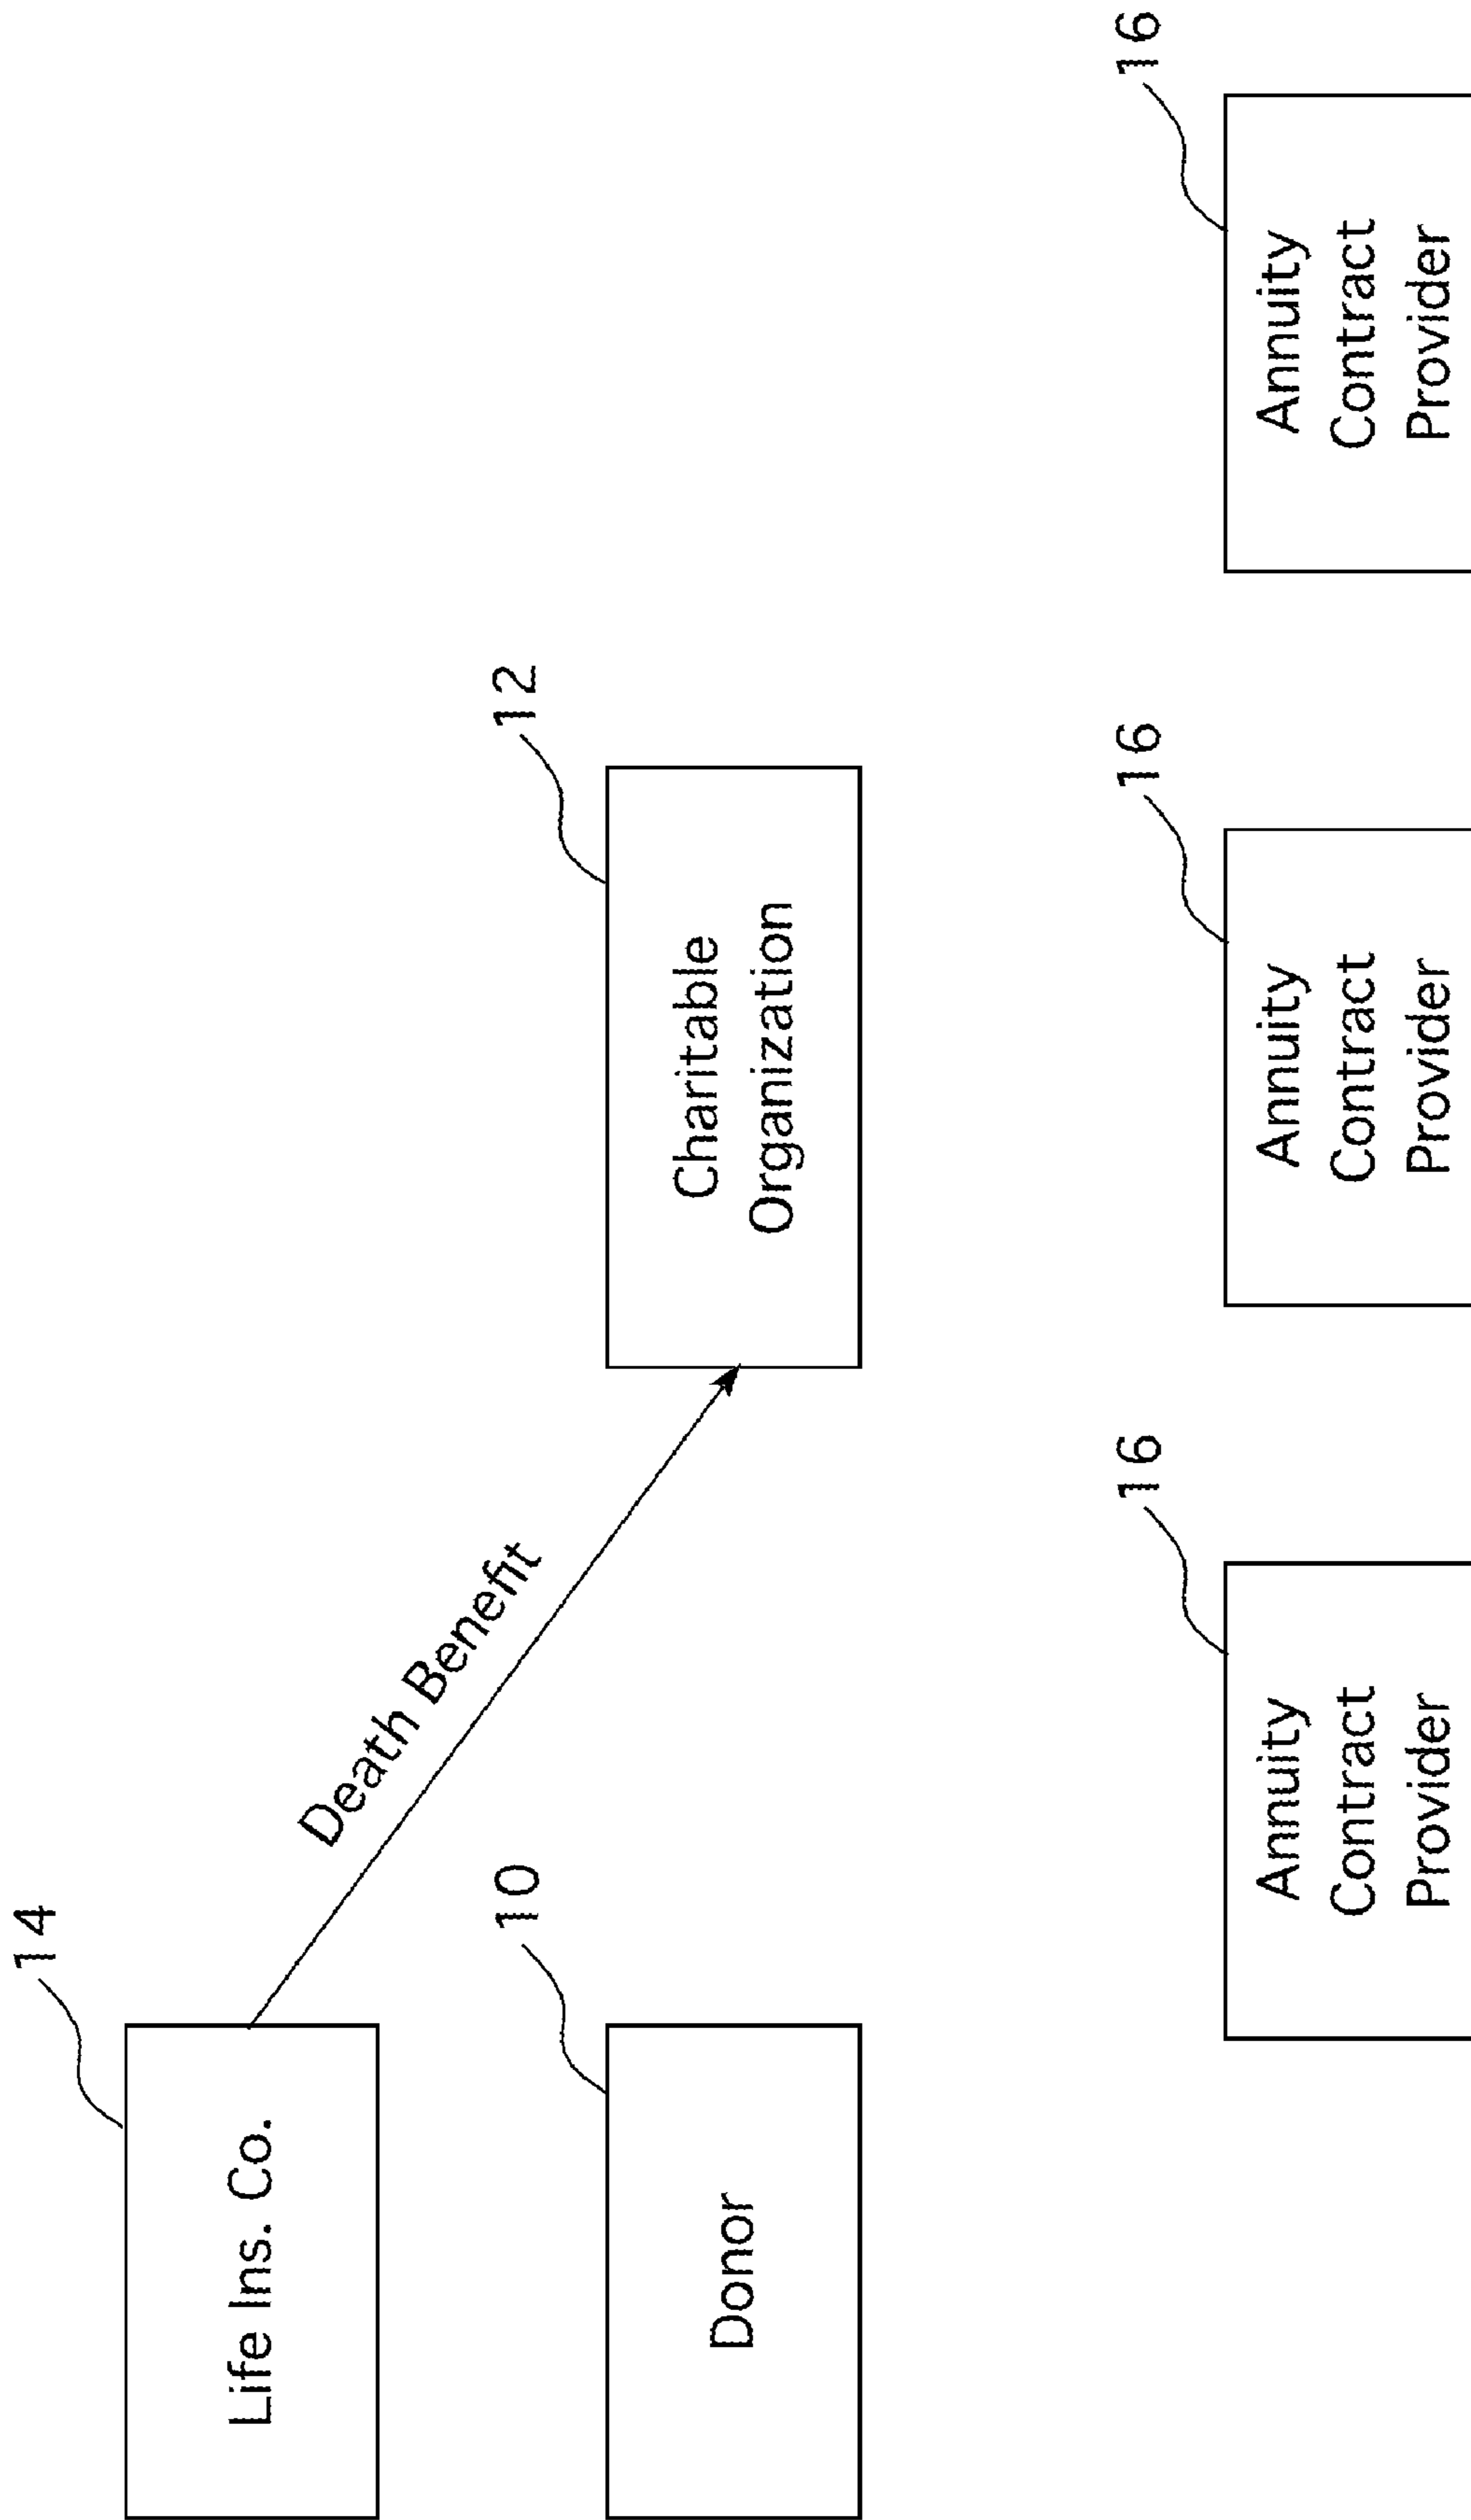 14
Life Ins. Co.
Death Benefit
10
Donor
12
Charitable
Organization
16
Annuity
Contract
Provider
16
Annuity
Contract
Provider
16
Annuity
Contract
Provider